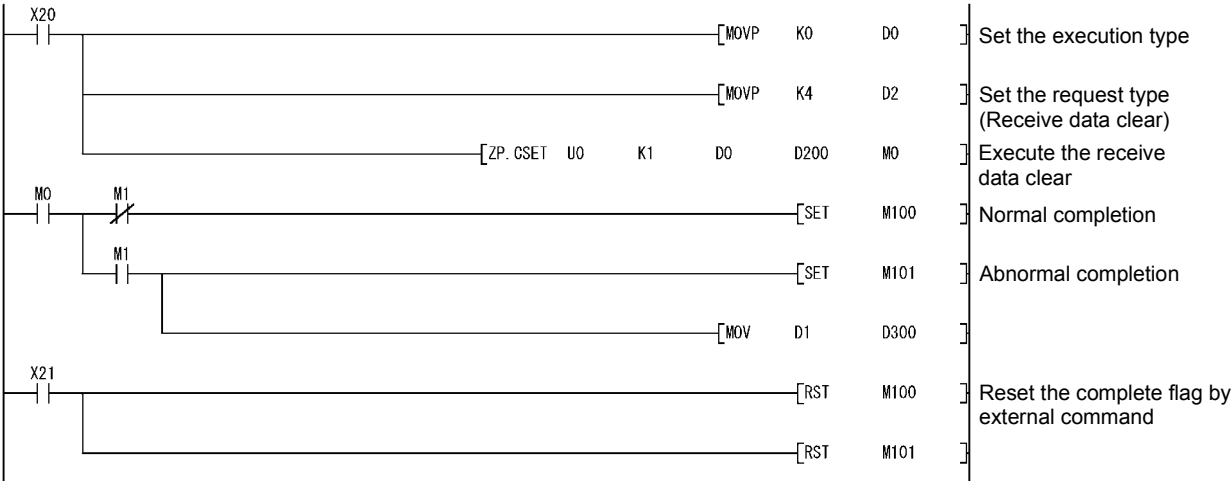 X20
[MOVP K0 D0 ] Set the execution type
[MOVP K4 D2 ] Set the request type
(Receive data clear)
[ZP.CSET U0 K1 D0 D200 M0 ] Execute the receive
data clear
M0 M1
[SET M100 ] Normal completion
M1
[SET M101 ] Abnormal completion
[MOV D1 D300 ]
X21
[RST M100 ] Reset the complete flag by
external command
[RST M101 ]